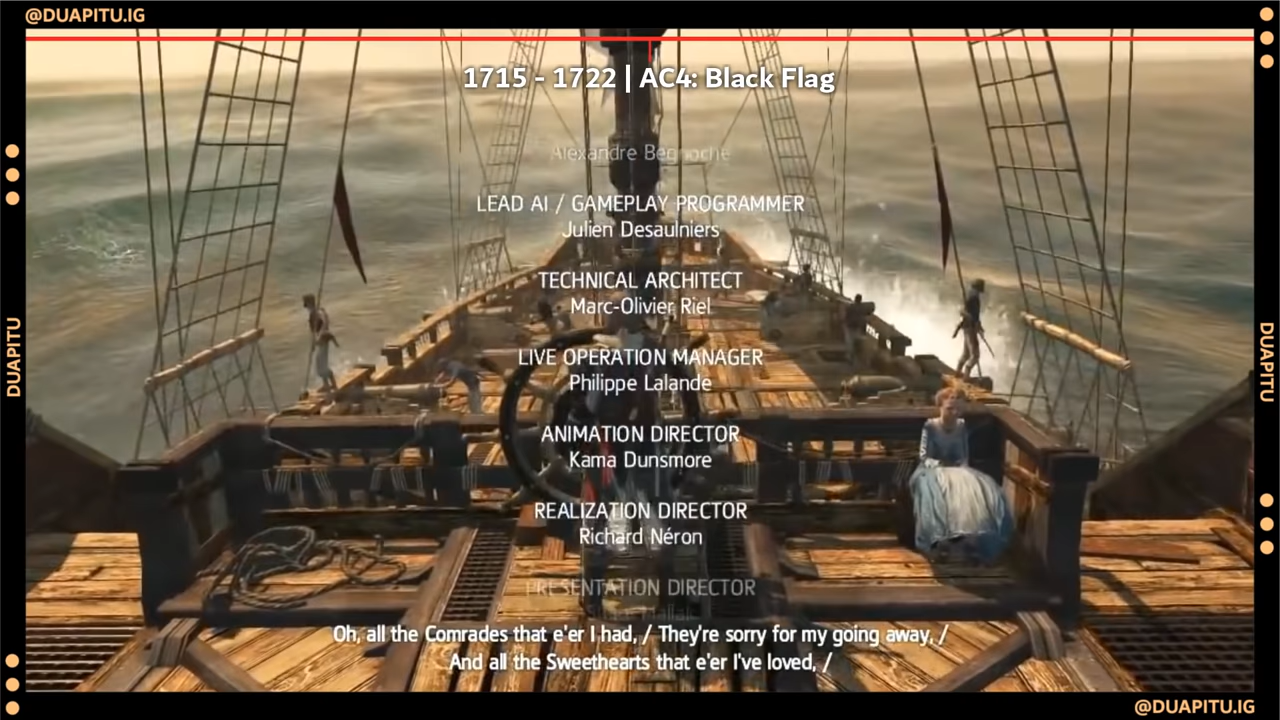 @DUAPITU.IG
1715 - 1722 | AC4: Black Flag
Alexandre Begnoche
LEAD AI / GAMEPLAY PROGRAMMER
Julien Desaulniers
TECHNICAL ARCHITECT
Marc-Olivier Riel
LIVE OPERATION MANAGER
Philippe Lalande
DUAPITU
DUAPITU
ANIMATION DIRECTOR
Kama Dunsmore
REALIZATION DIRECTOR
Richard Néron
PRESENTATION DIRECTOR
Oh, all the Comrades that e'er I had, / They're sorry for my going away, /
And all the Sweethearts that e'er I've loved, /
@DUAPITU.IG